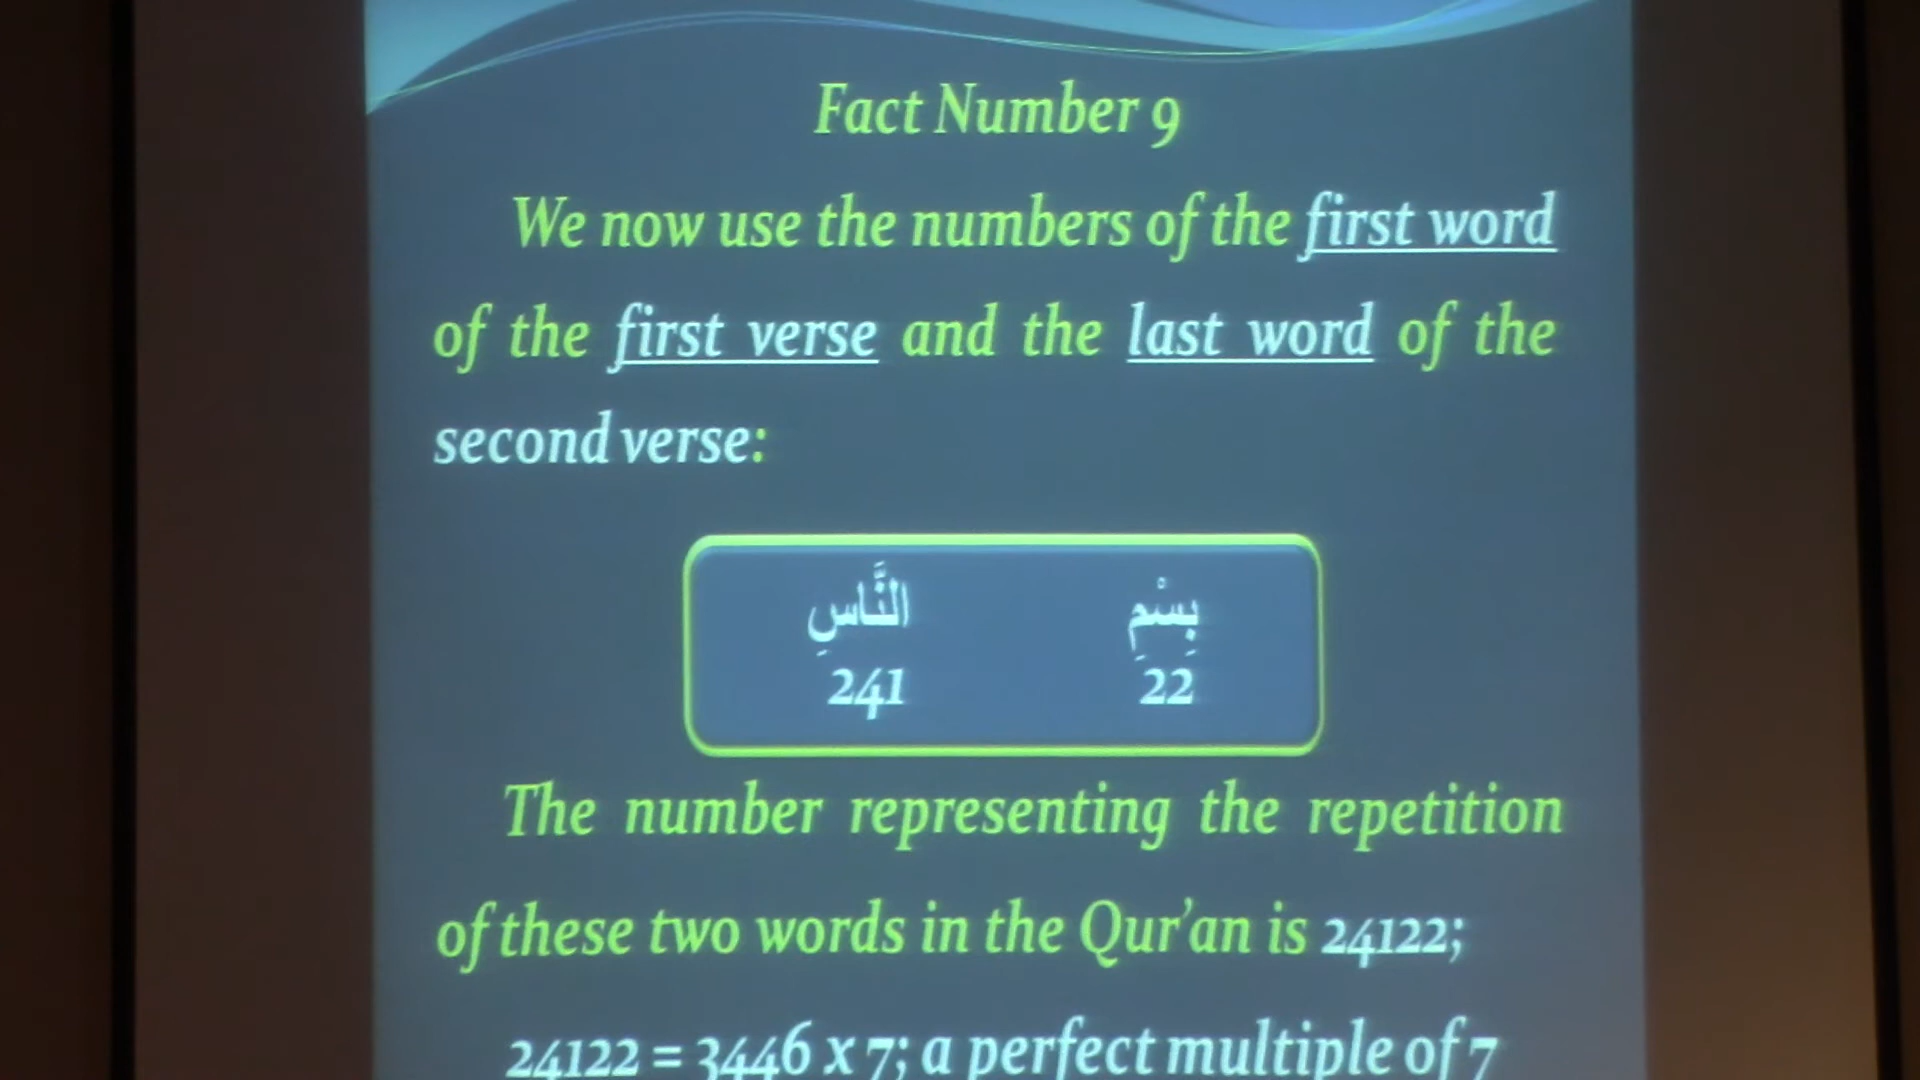 Fact Number 9
We now use the numbers of the first word
of the first verse and the last word of the
second verse:
بِسْمِ النَّاسِ
22 241
The number representing the repetition
of these two words in the Qur’an is 24122;
24122 = 3446 x 7; a perfect multiple of 7